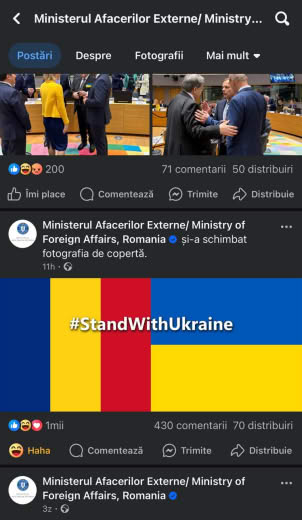 Ministerul Afacerilor Externe/ Ministry...
Postări Despre Fotografii Mai mult
200 71 comentarii 50 distribuiri
Îmi place Comentează Trimite Distribuie
Ministerul Afacerilor Externe/ Ministry of
Foreign Affairs, Romania și-a schimbat
fotografia de copertă.
11h ·
#StandWithUkraine
1mii 430 comentarii 70 distribuiri
Haha Comentează Trimite Distribuie
Ministerul Afacerilor Externe/ Ministry of
Foreign Affairs, Romania
3z ·